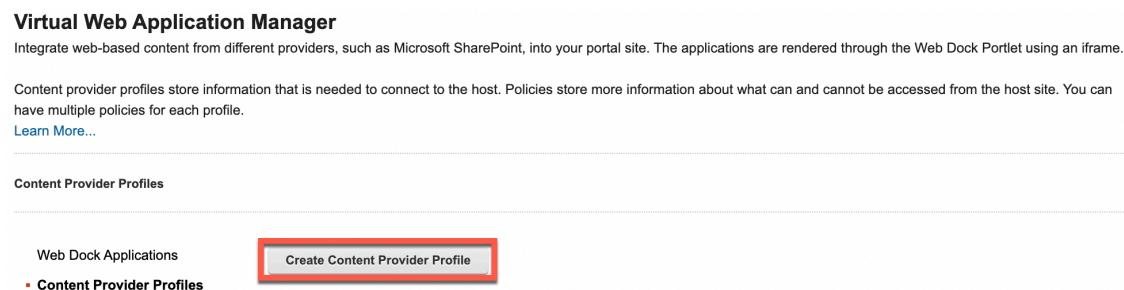 Virtual Web Application Manager
Integrate web-based content from different providers, such as Microsoft SharePoint, into your portal site. The applications are rendered through the Web Dock Portlet using an iframe.
Content provider profiles store information that is needed to connect to the host. Policies store more information about what can and cannot be accessed from the host site. You can
have multiple policies for each profile.
Learn More...
Content Provider Profiles
Web Dock Applications
Create Content Provider Profile
Content Provider Profiles